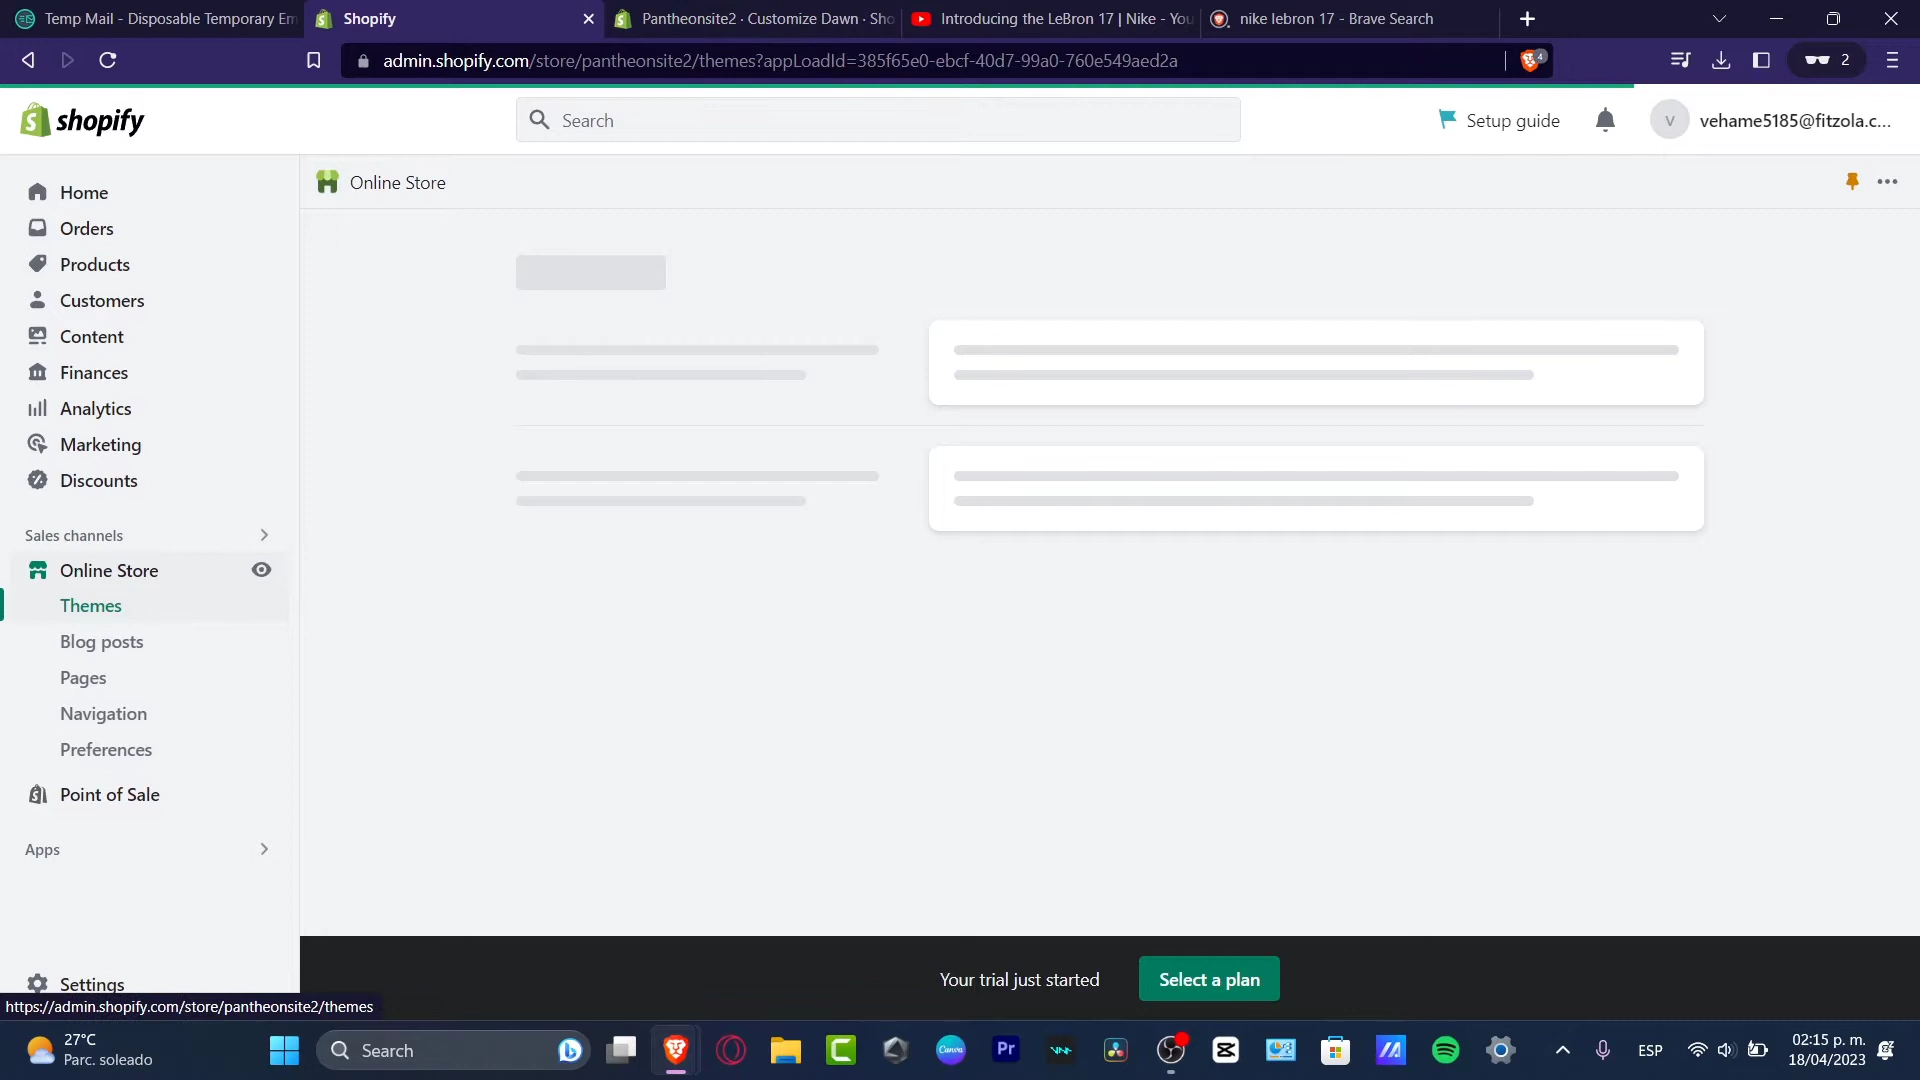 Temp Mail - Disposable Temporary Em
Shopify
Pantheonsite2 · Customize Dawn · Sho
Introducing the LeBron 17 | Nike - You
nike lebron 17 - Brave Search
admin.shopify.com/store/pantheonsite2/themes?appLoadId=385f65e0-ebcf-40d7-99a0-760e549aed2a
4
2
shopify
Search
Setup guide
v
vehame5185@fitzola.c...
Home
Orders
Products
Customers
Content
Finances
Analytics
Marketing
Discounts
Sales channels
Online Store
Themes
Blog posts
Pages
Navigation
Preferences
Point of Sale
Apps
Settings
Online Store
Your trial just started
Select a plan
https://admin.shopify.com/store/pantheonsite2/themes
27°C
Parc. soleado
Search
Canva
Pr
ESP
02:15 p. m.
18/04/2023